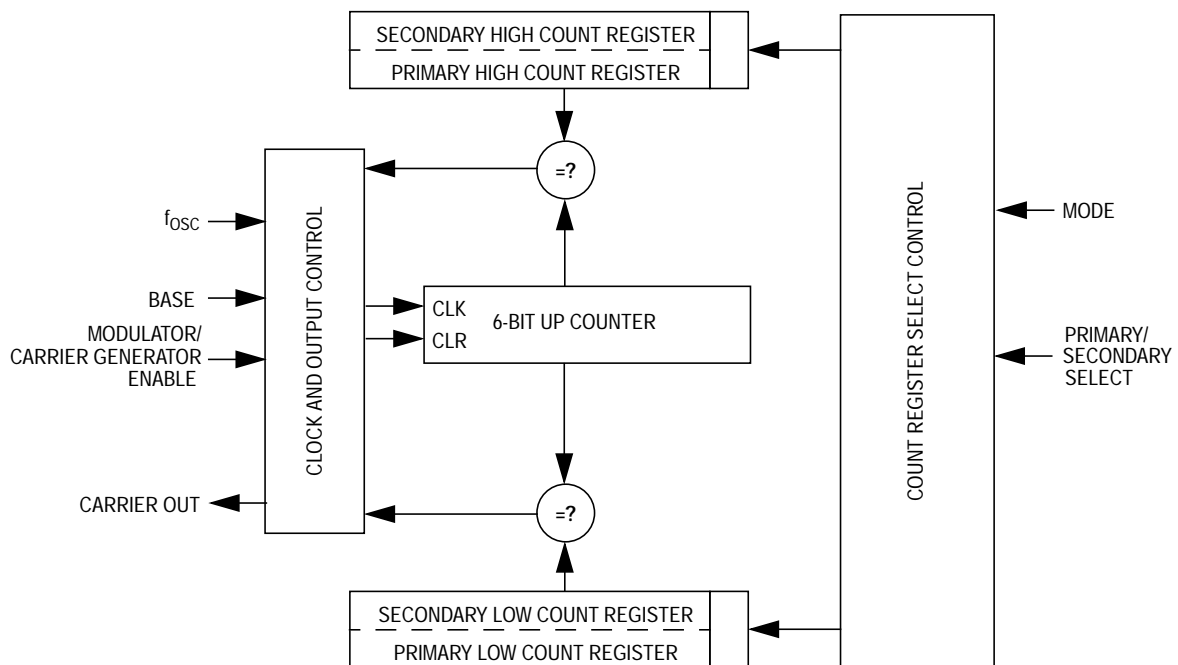 SECONDARY HIGH COUNT REGISTER
PRIMARY HIGH COUNT REGISTER
=?
CLOCK AND OUTPUT CONTROL
fOSC
BASE
MODULATOR/
CARRIER GENERATOR
ENABLE
CARRIER OUT
CLK
CLR
6-BIT UP COUNTER
=?
SECONDARY LOW COUNT REGISTER
PRIMARY LOW COUNT REGISTER
COUNT REGISTER SELECT CONTROL
MODE
PRIMARY/
SECONDARY
SELECT